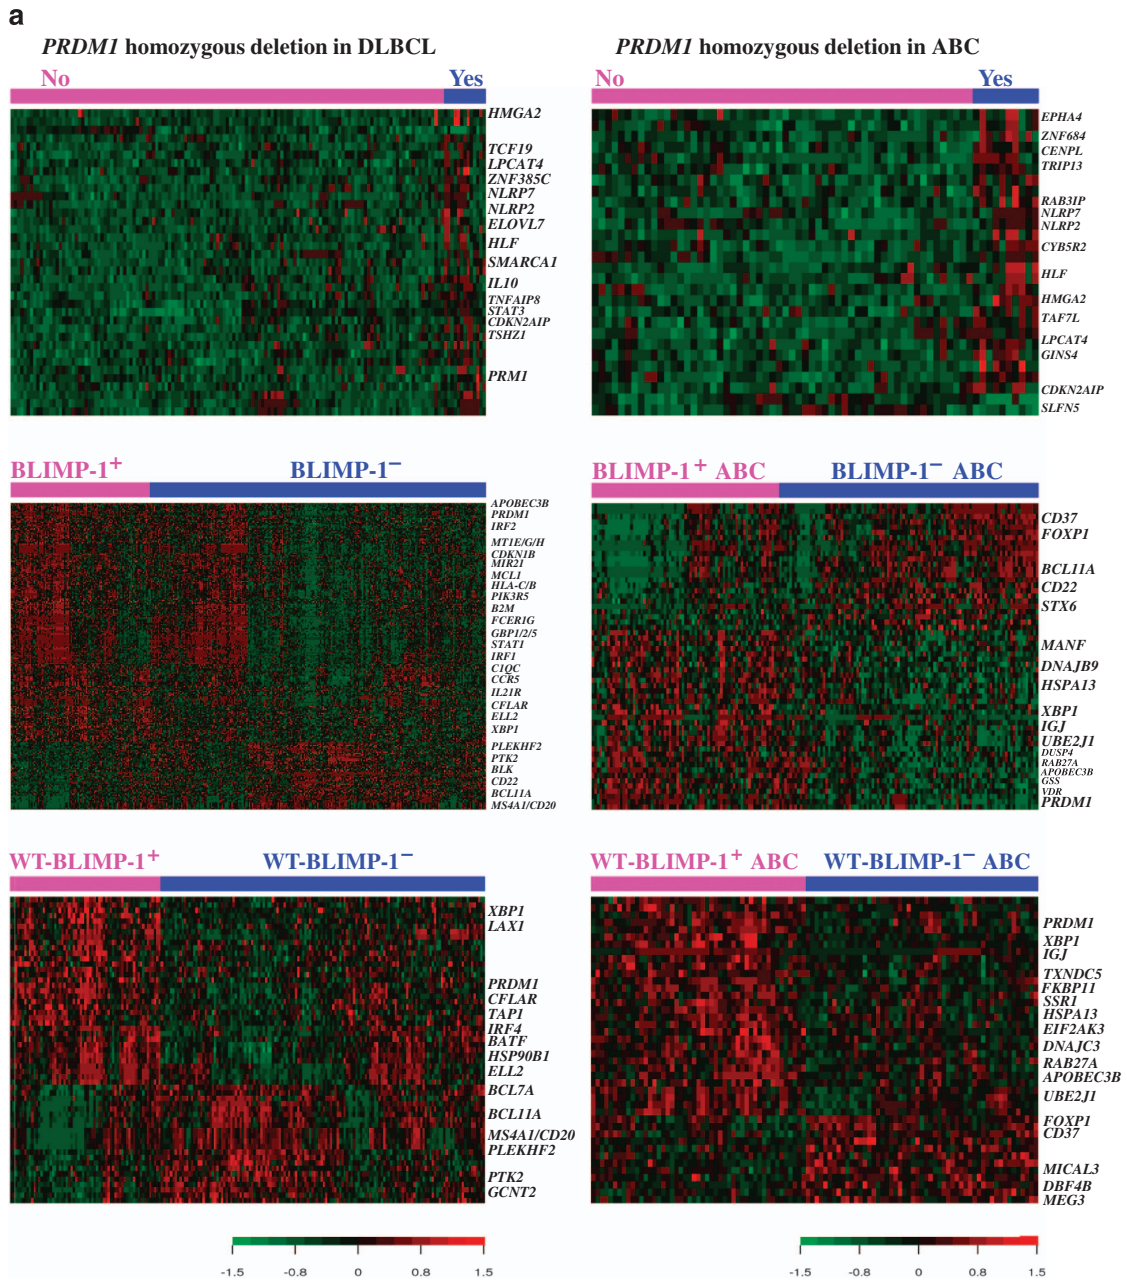 a
PRDM1 homozygous deletion in DLBCL
No
Yes
HMGA2
TCF19
LPCAT4
ZNF385C
NLRP7
NLRP2
ELOVL7
HLF
SMARCA1
IL10
TNFAIP8
STAT3
CDKN2AIP
TSHZ1
PRM1
PRDM1 homozygous deletion in ABC
No
Yes
EPHA4
ZNF684
CENPL
TRIP13
RAB3IP
NLRP7
NLRP2
CYB5R2
HLF
HMGA2
TAF7L
LPCAT4
GINS4
CDKN2AIP
SLFN5
BLIMP-1+
BLIMP-1−
APOBEC3B
PRDM1
IRF2
MT1E/G/H
CDKN1B
MIR21
MCL1
HLA-C/B
PIK3R5
B2M
FCER1G
GBP1/2/5
STAT1
IRF1
C1QC
CCR5
IL21R
CFLAR
ELL2
XBP1
PLEKHF2
PTK2
BLK
CD22
BCL11A
MS4A1/CD20
BLIMP-1+ ABC
BLIMP-1− ABC
CD37
FOXP1
BCL11A
CD22
STX6
MANF
DNAJB9
HSPA13
XBP1
IGJ
UBE2J1
DUSP4
RAB27A
APOBEC3B
GSS
VDR
PRDM1
WT-BLIMP-1+
WT-BLIMP-1−
XBP1
LAX1
PRDM1
CFLAR
TAP1
IRF4
BATF
HSP90B1
ELL2
BCL7A
BCL11A
MS4A1/CD20
PLEKHF2
PTK2
GCNT2
WT-BLIMP-1+ ABC
WT-BLIMP-1− ABC
PRDM1
XBP1
IGJ
TXNDC5
FKBP11
SSR1
HSPA13
EIF2AK3
DNAJC3
RAB27A
APOBEC3B
UBE2J1
FOXP1
CD37
MICAL3
DBF4B
MEG3
-1.5 -0.8 0 0.8 1.5
-1.5 -0.8 0 0.8 1.5